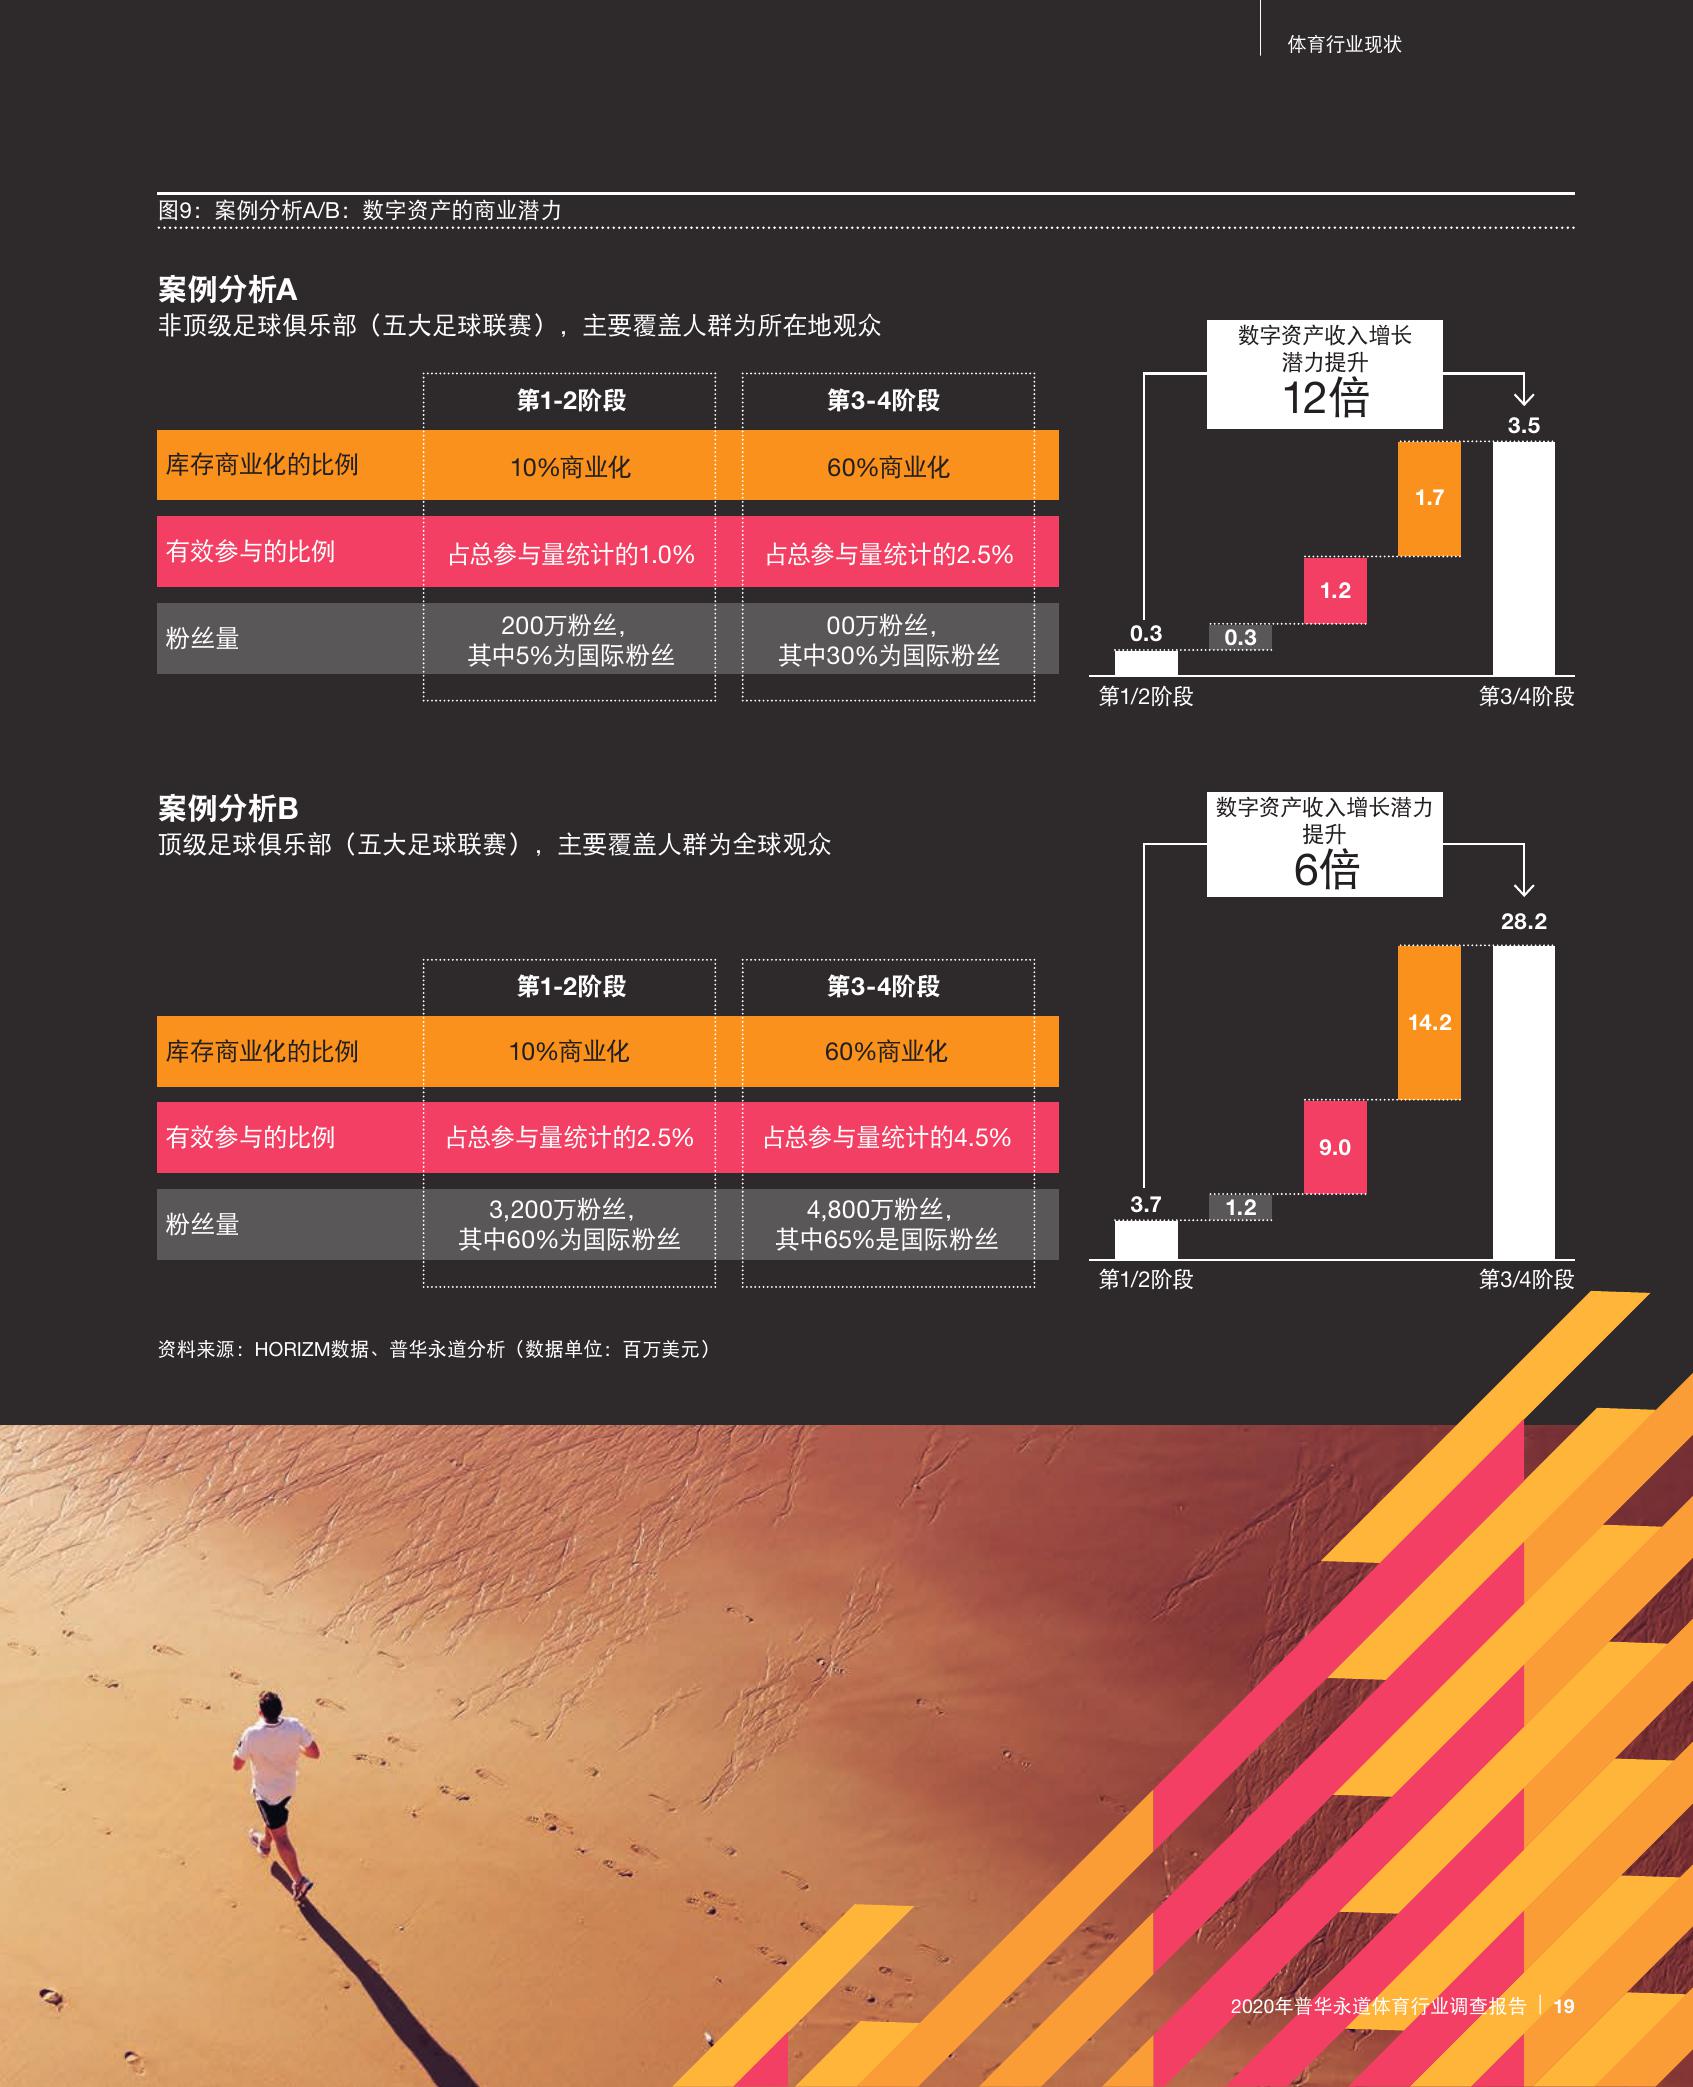 体育行业现状
图9：案例分析A/B：数字资产的商业潜力
案例分析A
非顶级足球俱乐部（五大足球联赛），主要覆盖人群为所在地观众
第1-2阶段
第3-4阶段
库存商业化的比例
10%商业化
60%商业化
有效参与的比例
占总参与量统计的1.0%
占总参与量统计的2.5%
粉丝量
200万粉丝，
其中5%为国际粉丝
00万粉丝，
其中30%为国际粉丝
数字资产收入增长
潜力提升
12倍
3.5
1.7
1.2
0.3
0.3
第1/2阶段
第3/4阶段
案例分析B
顶级足球俱乐部（五大足球联赛），主要覆盖人群为全球观众
第1-2阶段
第3-4阶段
库存商业化的比例
10%商业化
60%商业化
有效参与的比例
占总参与量统计的2.5%
占总参与量统计的4.5%
粉丝量
3,200万粉丝，
其中60%为国际粉丝
4,800万粉丝，
其中65%是国际粉丝
数字资产收入增长潜力
提升
6倍
28.2
14.2
9.0
3.7
1.2
第1/2阶段
第3/4阶段
资料来源：HORIZM数据、普华永道分析（数据单位：百万美元）
2020年普华永道体育行业调查报告 | 19